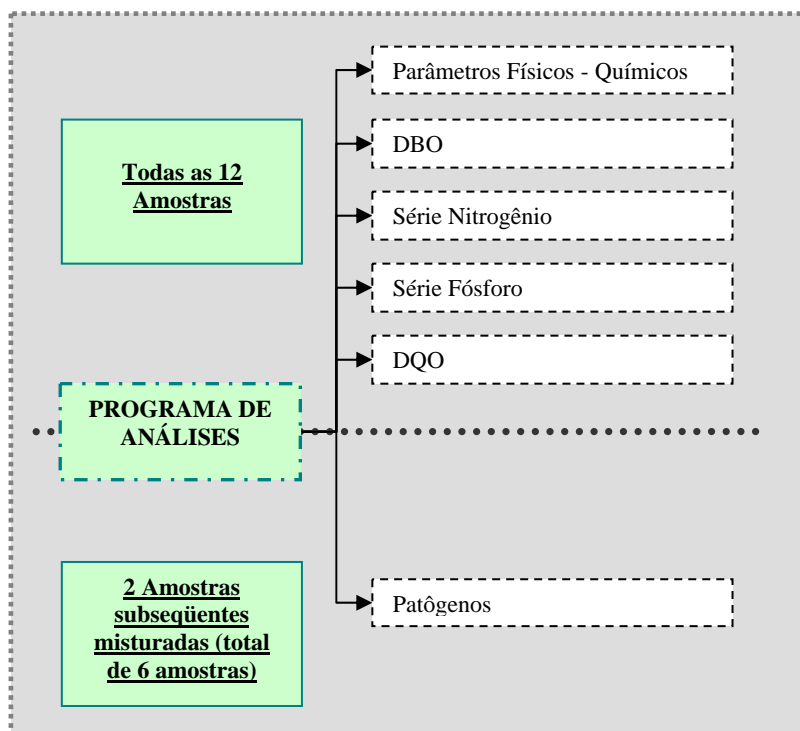 Parâmetros Físicos - Químicos
Todas as 12
Amostras
DBO
Série Nitrogênio
Série Fósforo
DQO
PROGRAMA DE
ANÁLISES
2 Amostras
subseqüentes
misturadas (total
de 6 amostras)
Patôgenos